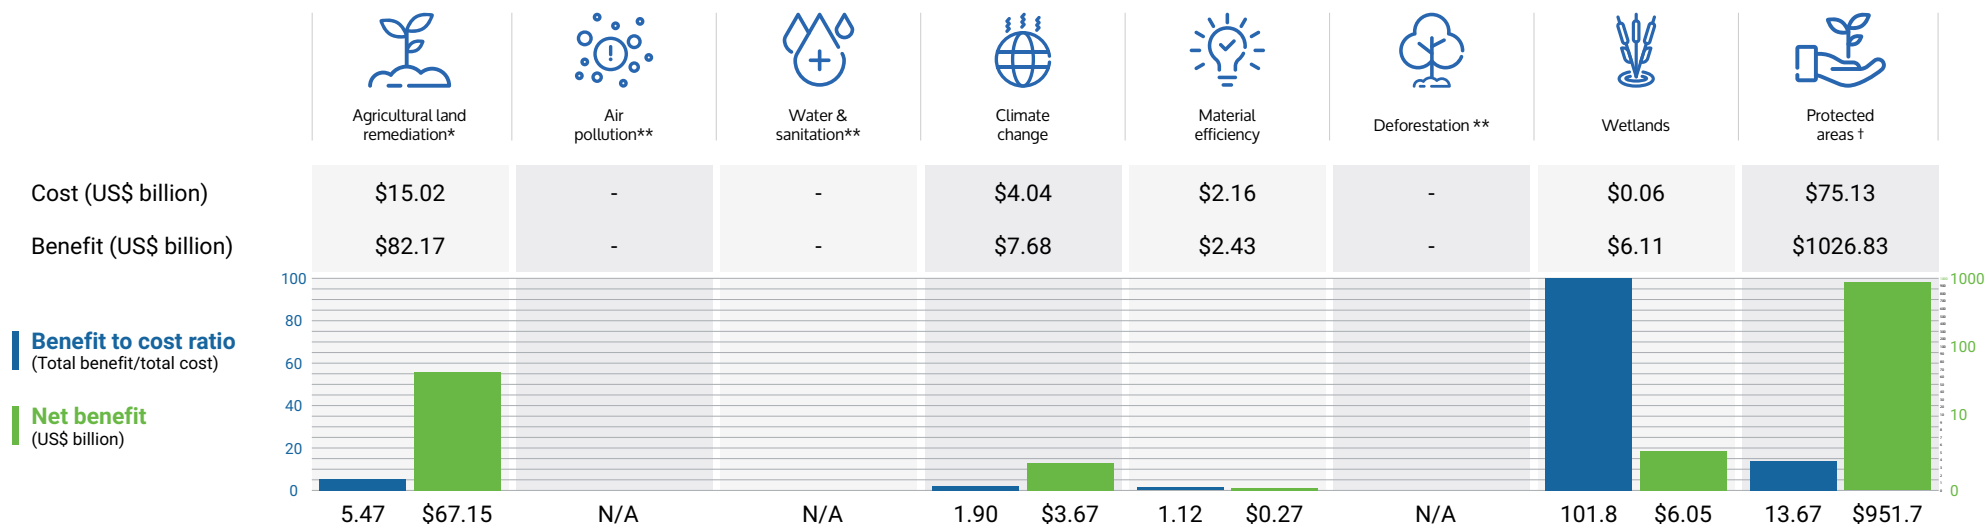 Agricultural land
remediation*
Air
pollution**
Water &
sanitation**
Climate
change
Material
efficiency
Deforestation **
Wetlands
Protected
areas †
Cost (US$ billion)
$15.02
-
-
$4.04
$2.16
-
$0.06
$75.13
Benefit (US$ billion)
$82.17
-
-
$7.68
$2.43
-
$6.11
$1026.83
Benefit to cost ratio
(Total benefit/total cost)
Net benefit
(US$ billion)
100
80
60
40
20
0
1000
100
10
0
5.47
$67.15
N/A
N/A
1.90
$3.67
1.12
$0.27
N/A
101.8
$6.05
13.67
$951.7